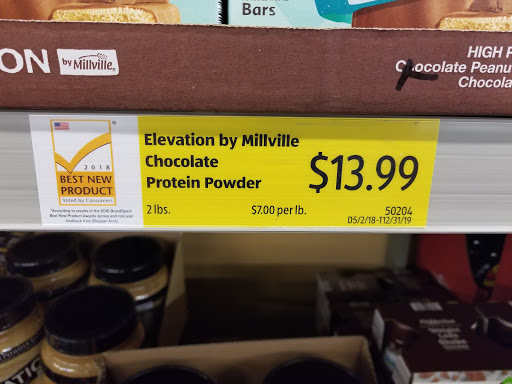 Bars
ON by Millville
HIGH P
Chocolate Peanu
Chocola
2018
BEST NEW
PRODUCT
Voted by Consumers
Elevation by Millville
Chocolate
Protein Powder
$13.99
2 lbs.
$7.00 per lb.
50204
D5/2/18-T12/31/19